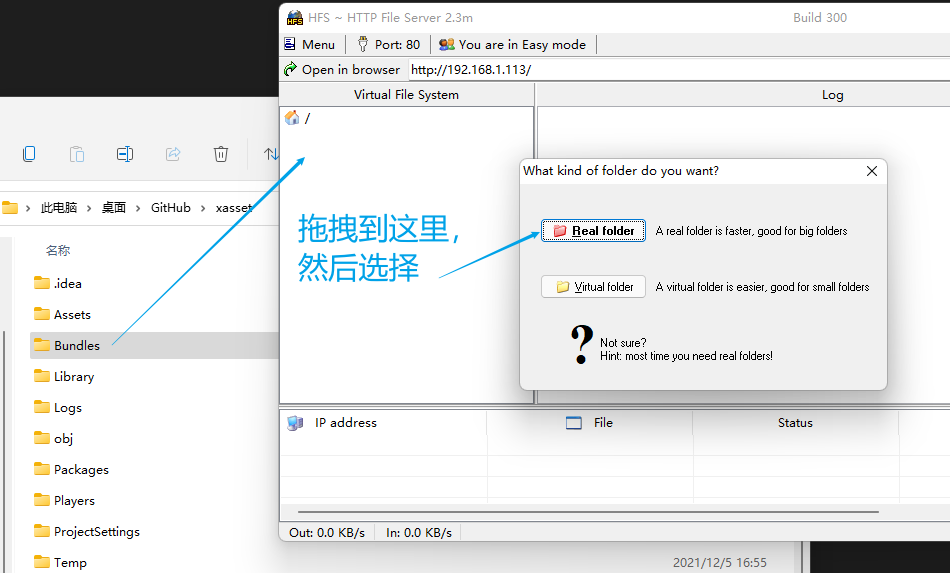 HFS ~ HTTP File Server 2.3m
Build 300
Menu
Port: 80
You are in Easy mode
Open in browser
http://192.168.1.113/
Virtual File System
Log
/
此电脑 › 桌面 › GitHub › xasset
名称
.idea
Assets
Bundles
Library
Logs
obj
Packages
Players
ProjectSettings
Temp
2021/12/5 16:55
拖拽到这里，
然后选择
What kind of folder do you want?
Real folder
A real folder is faster, good for big folders
Virtual folder
A virtual folder is easier, good for small folders
?
Not sure?
Hint: most time you need real folders!
IP address
File
Status
Out: 0.0 KB/s
In: 0.0 KB/s